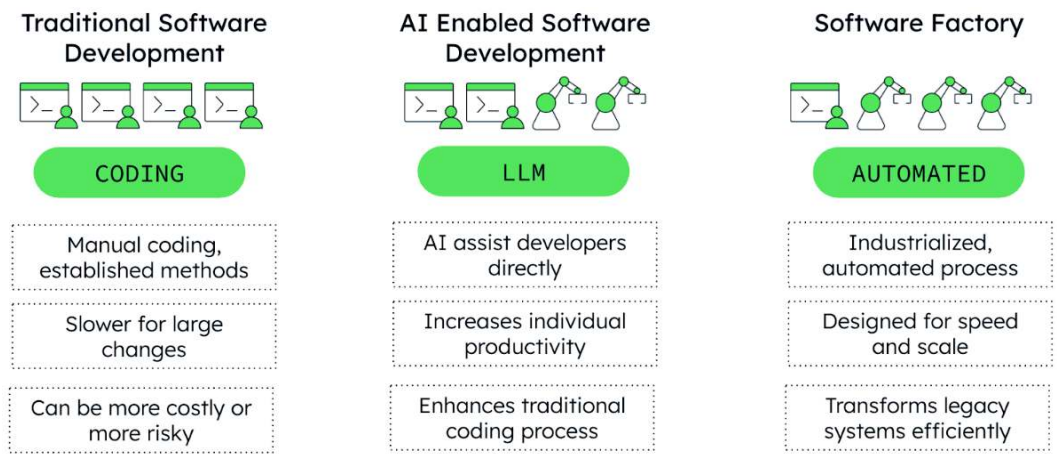 Traditional Software
Development
>_
>_
>_
>_
CODING
Manual coding,
established methods
Slower for large
changes
Can be more costly or
more risky
AI Enabled Software
Development
>_
>_
LLM
AI assist developers
directly
Increases individual
productivity
Enhances traditional
coding process
Software Factory
>_
AUTOMATED
Industrialized,
automated process
Designed for speed
and scale
Transforms legacy
systems efficiently